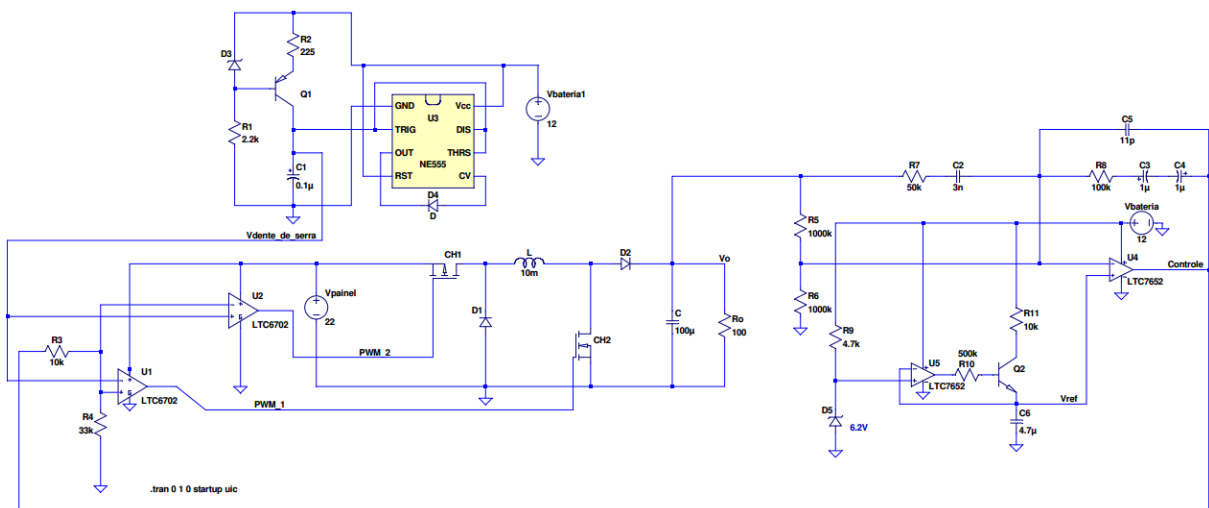 D3
R2
225
Q1
R1
2.2k
C1
0.1µ
GND
TRIG
OUT
RST
U3
NE555
Vcc
DIS
THRS
CV
D4
D
Vbateria1
12
Vdente_de_serra
CH1
L
10m
D2
Vo
U2
LTC6702
Vpainel
22
D1
CH2
C
100µ
Ro
100
PWM_2
R3
10k
U1
LTC6702
PWM_1
R4
33k
.tran 0 1 0 startup uic
C5
11p
R7
50k
C2
3n
R8
100k
C3
1µ
C4
1µ
R5
1000k
R6
1000k
Vbateria
12
U4
LTC7652
Controle
R9
4.7k
R11
10k
U5
LTC7652
500k
R10
Q2
Vref
D5
6.2V
C6
4.7µ